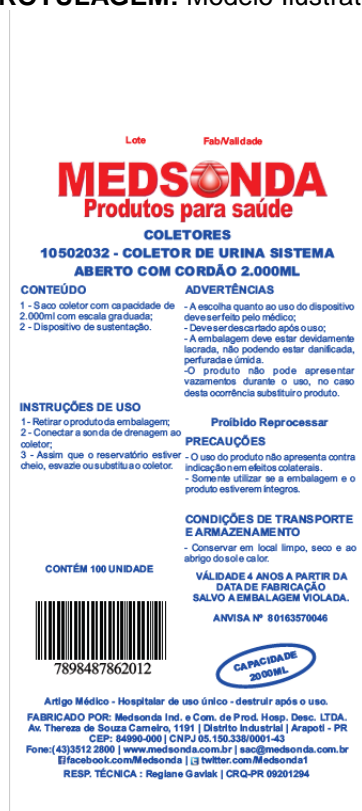 ROTULAGEM: Modelo Ilustrat
Lote Fab/Validade
MEDSONDA
Produtos para saúde
COLETORES
10502032 - COLETOR DE URINA SISTEMA
ABERTO COM CORDÃO 2.000ML
CONTEÚDO
1 - Saco coletor com capacidade de
2.000ml com escala graduada;
2 - Dispositivo de sustentação.
INSTRUÇÕES DE USO
1 - Retirar o produto da embalagem;
2 - Conectar a sonda de drenagem ao
coletor;
3 - Assim que o reservatório estiver
cheio, esvazie ou substitua o coletor.
ADVERTÊNCIAS
- A escolha quanto ao uso do dispositivo
deve ser feito pelo médico;
- Deve ser descartado após o uso;
- A embalagem deve estar devidamente
lacrada, não podendo estar danificada,
perfurada e úmida.
-O produto não pode apresentar
vazamentos durante o uso, no caso
desta ocorrência substituir o produto.
Proibido Reprocessar
PRECAUÇÕES
- O uso do produto não apresenta contra
indicação nem efeitos colaterais.
- Somente utilizar se a embalagem e o
produto estiverem íntegros.
CONDIÇÕES DE TRANSPORTE
E ARMAZENAMENTO
- Conservar em local limpo, seco e ao
abrigo do sol e calor.
CONTÉM 100 UNIDADE
VÁLIDADE 4 ANOS A PARTIR DA
DATA DE FABRICAÇÃO
SALVO A EMBALAGEM VIOLADA.
ANVISA Nº 80163570046
7898487862012
CAPACIDADE
2000ML
Artigo Médico - Hospitalar de uso único - destruir após o uso.
FABRICADO POR: Medsonda Ind. e Com. de Prod. Hosp. Desc. LTDA.
Av. Thereza de Souza Carneiro, 1191 | Distrito Industrial | Arapoti - PR
CEP: 84990-000 | CNPJ 05.150.338/0001-43
Fone:(43)3512 2800 | www.medsonda.com.br | sac@medsonda.com.br
facebook.com/Medsonda | twitter.com/Medsonda1
RESP. TÉCNICA : Regiane Gaviak | CRQ-PR 09201294